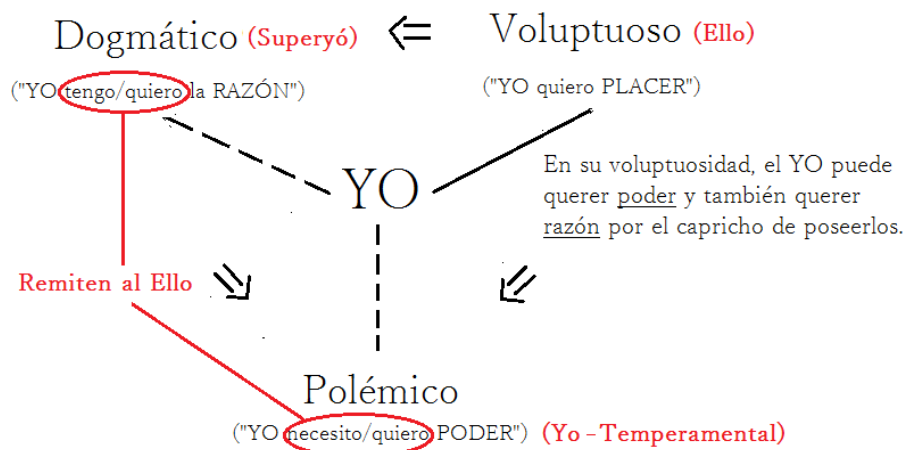 Dogmático (Superyó) ⇐ Voluptuoso (Ello)
("YO tengo/quiero la RAZÓN") ("YO quiero PLACER")
YO
En su voluptuosidad, el YO puede
querer poder y también querer
razón por el capricho de poseerlos.
Remiten al Ello
Polémico
("YO necesito/quiero PODER") (Yo-Temperamental)